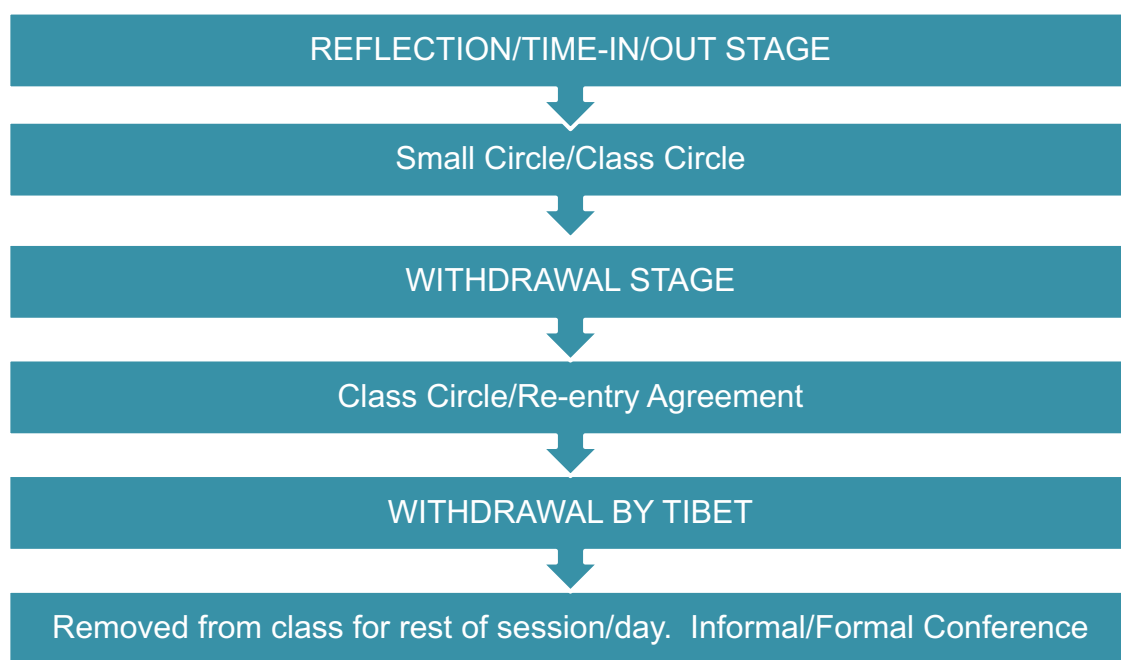 REFLECTION/TIME-IN/OUT STAGE
Small Circle/Class Circle
WITHDRAWAL STAGE
Class Circle/Re-entry Agreement
WITHDRAWAL BY TIBET
Removed from class for rest of session/day.  Informal/Formal Conference